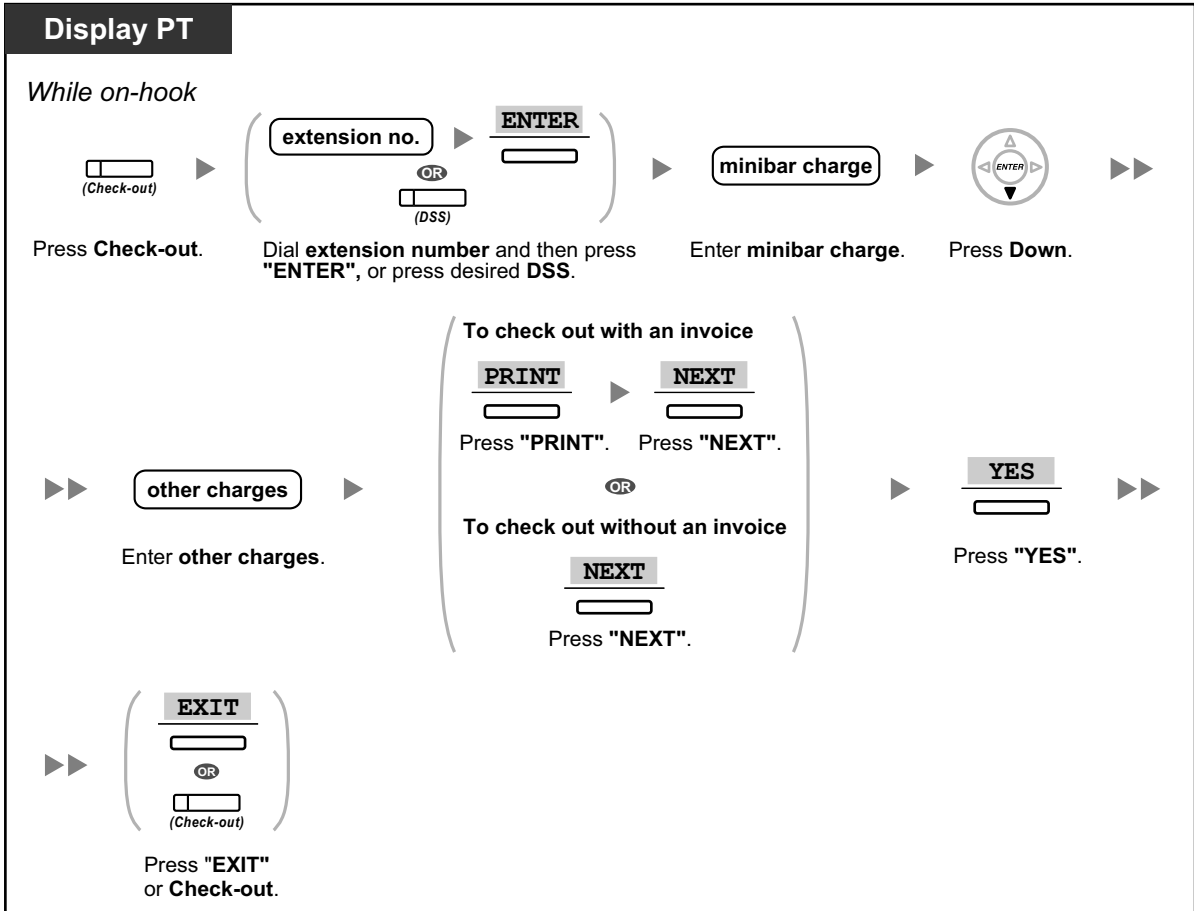 Display PT
While on-hook
(Check-out)
Press Check-out.
extension no.
ENTER
OR
(DSS)
Dial extension number and then press
"ENTER", or press desired DSS.
minibar charge
Enter minibar charge.
ENTER
Press Down.
other charges
Enter other charges.
To check out with an invoice
PRINT
NEXT
Press "PRINT". Press "NEXT".
OR
To check out without an invoice
NEXT
Press "NEXT".
YES
Press "YES".
EXIT
OR
(Check-out)
Press "EXIT"
or Check-out.